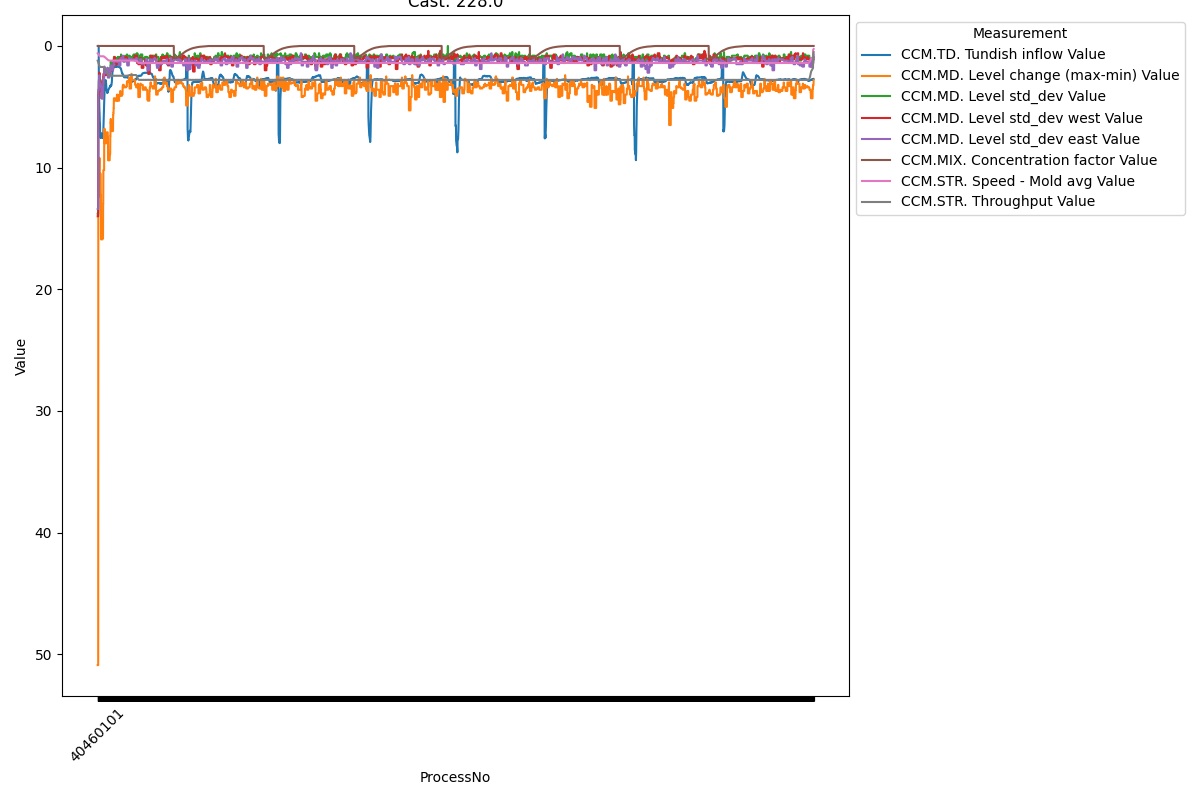 Cast: 228.0
Measurement
CCM.TD. Tundish inflow Value
CCM.MD. Level change (max-min) Value
CCM.MD. Level std_dev Value
CCM.MD. Level std_dev west Value
CCM.MD. Level std_dev east Value
CCM.MIX. Concentration factor Value
CCM.STR. Speed - Mold avg Value
CCM.STR. Throughput Value
0
10
20
30
40
50
Value
40460101
ProcessNo